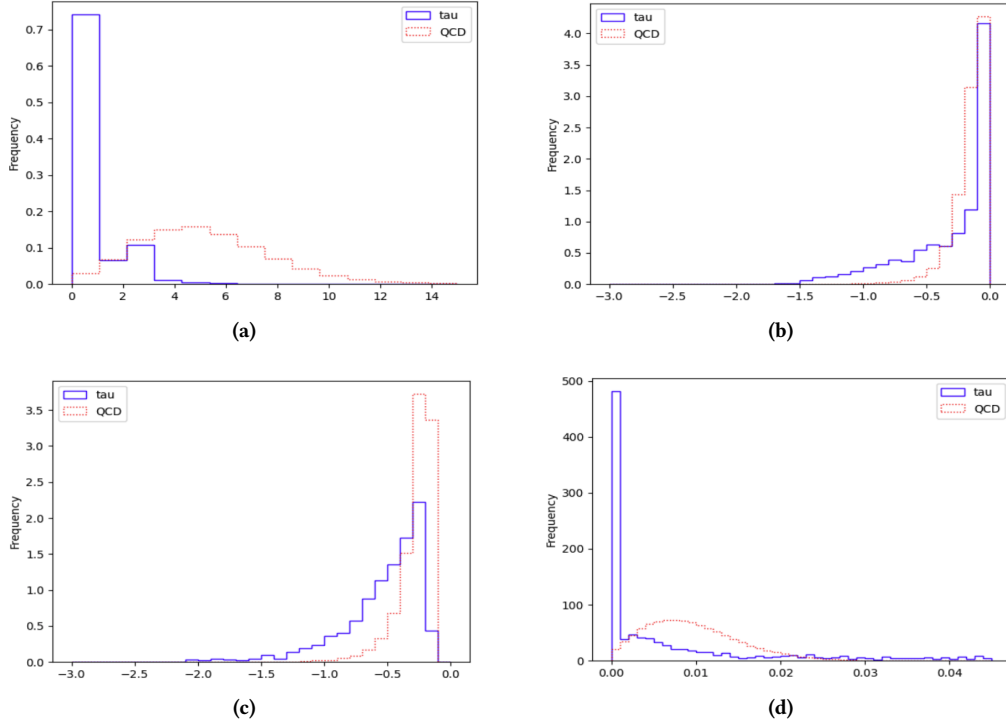 tau
QCD
Frequency
0.7
0.6
0.5
0.4
0.3
0.2
0.1
0.0
0 2 4 6 8 10 12 14
(a)
tau
QCD
Frequency
4.0
3.5
3.0
2.5
2.0
1.5
1.0
0.5
0.0
−3.0 −2.5 −2.0 −1.5 −1.0 −0.5 0.0
(b)
tau
QCD
Frequency
3.5
3.0
2.5
2.0
1.5
1.0
0.5
0.0
−3.0 −2.5 −2.0 −1.5 −1.0 −0.5 0.0
(c)
tau
QCD
Frequency
500
400
300
200
100
0
0.00 0.01 0.02 0.03 0.04
(d)